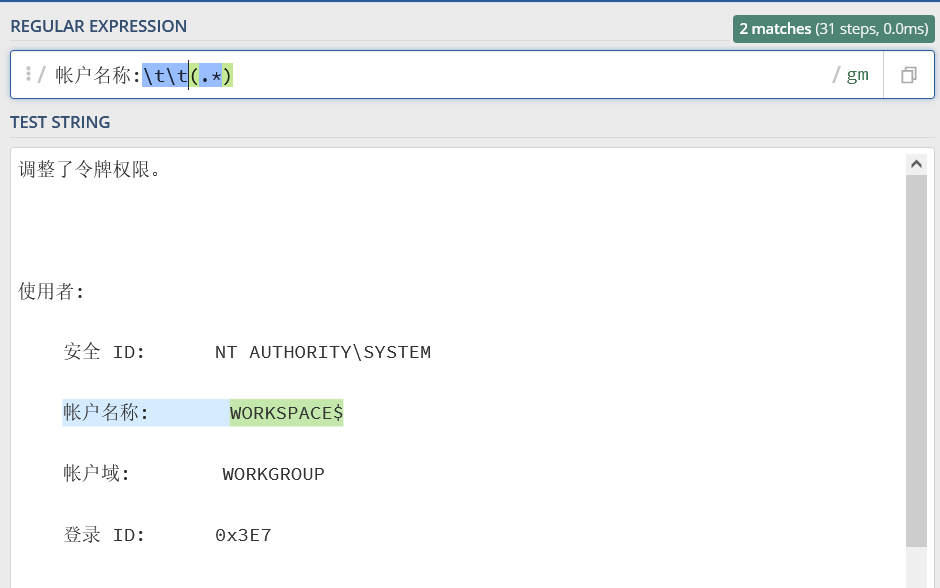 REGULAR EXPRESSION
2 matches (31 steps, 0.0ms)
/ 帐户名称:\t\t(.*) / gm
TEST STRING
调整了令牌权限。
使用者:
安全 ID: NT AUTHORITY\SYSTEM
帐户名称: WORKSPACE$
帐户域: WORKGROUP
登录 ID: 0x3E7